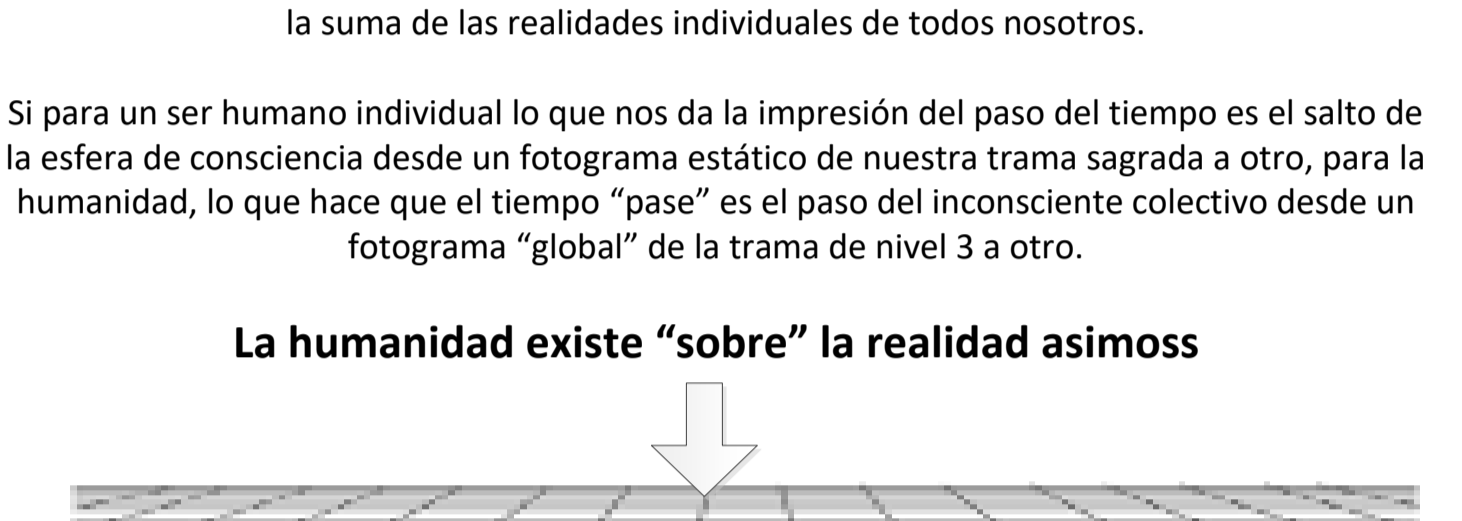 la suma de las realidades individuales de todos nosotros.
Si para un ser humano individual lo que nos da la impresión del paso del tiempo es el salto de
la esfera de consciencia desde un fotograma estático de nuestra trama sagrada a otro, para la
humanidad, lo que hace que el tiempo “pase” es el paso del inconsciente colectivo desde un
fotograma “global” de la trama de nivel 3 a otro.
La humanidad existe “sobre” la realidad asimoss